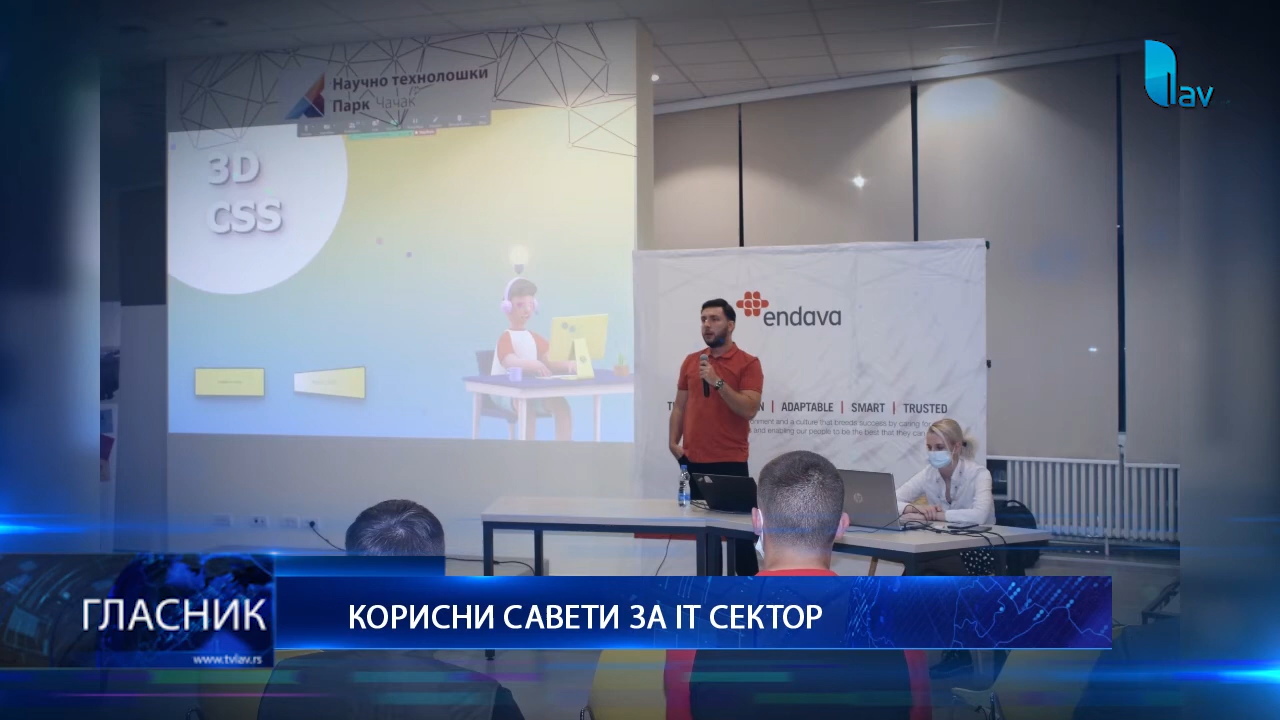 Научно технолошки
Парк Чачак
lav
3D
CSS
endava
ADAPTABLE | SMART | TRUSTED
ГЛАСНИК
www.tvlav.rs
КОРИСНИ САВЕТИ ЗА IT СЕКТОР